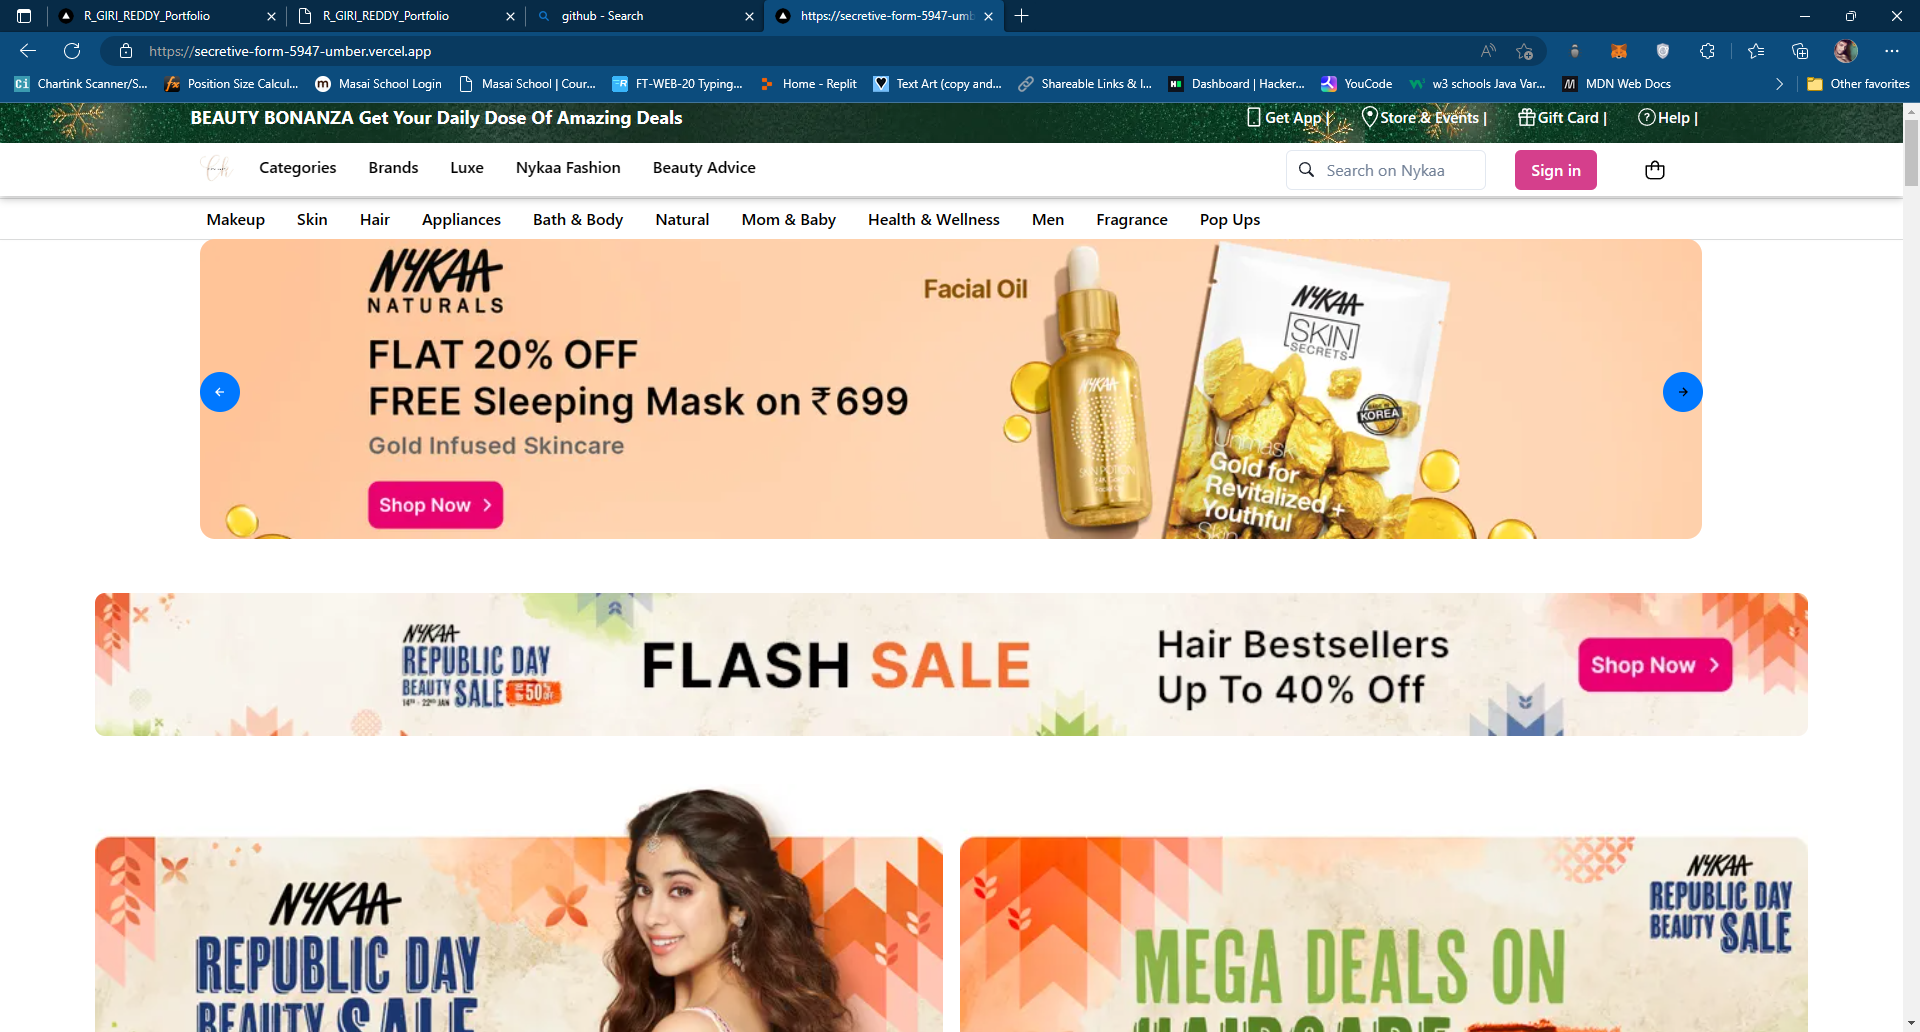 R_GIRI_REDDY_Portfolio
R_GIRI_REDDY_Portfolio
github - Search
https://secretive-form-5947-umb
https://secretive-form-5947-umber.vercel.app
Chartink Scanner/S...
Position Size Calcul...
Masai School Login
Masai School | Cour...
FT-WEB-20 Typing...
Home - Replit
Text Art (copy and...
Shareable Links & I...
Dashboard | Hacker...
YouCode
w3 schools Java Var...
MDN Web Docs
Other favorites
BEAUTY BONANZA Get Your Daily Dose Of Amazing Deals
Get App |
Store & Events |
Gift Card |
Help |
Categories
Brands
Luxe
Nykaa Fashion
Beauty Advice
Search on Nykaa
Sign in
Makeup
Skin
Hair
Appliances
Bath & Body
Natural
Mom & Baby
Health & Wellness
Men
Fragrance
Pop Ups
NYKAA
NATURALS
FLAT 20% OFF
FREE Sleeping Mask on ₹699
Gold Infused Skincare
Shop Now
Facial Oil
NYKAA
SKIN POTION
24K Gold
Facial Oil
NYKAA
SKIN
SECRETS
KOREA
Unmask
Gold for
Revitalized +
Youthful
Skin
NYKAA
REPUBLIC DAY
BEAUTY SALE
50%
14TH - 22ND JAN
FLASH SALE
Hair Bestsellers
Up To 40% Off
Shop Now
NYKAA
REPUBLIC DAY
BEAUTY SALE
NYKAA
REPUBLIC DAY
BEAUTY SALE
MEGA DEALS ON
HAIRCARE